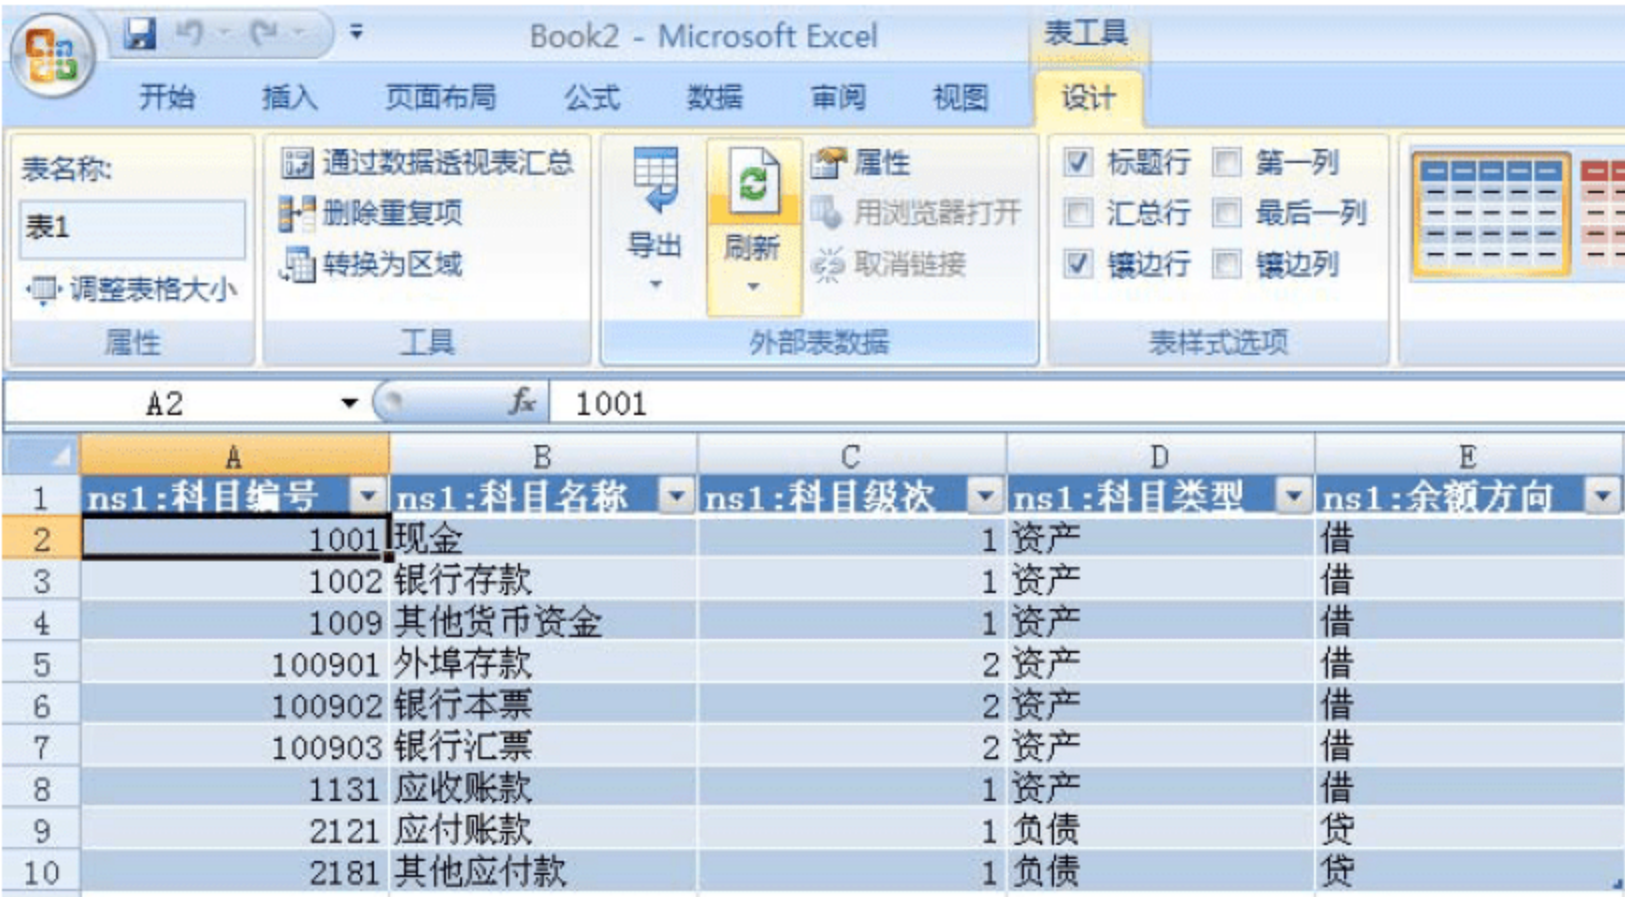 Book2 - Microsoft Excel 表工具
开始 插入 页面布局 公式 数据 审阅 视图 设计
表名称: 通过数据透视表汇总 属性 标题行 第一列
表1 删除重复项 导出 刷新 用浏览器打开 汇总行 最后一列
调整表格大小 转换为区域 取消链接 镶边行 镶边列
属性 工具 外部表数据 表样式选项
A2 fx 1001
A B C D E
1 ns1:科目编号 ns1:科目名称 ns1:科目级次 ns1:科目类型 ns1:余额方向
2 1001 现金 1 资产 借
3 1002 银行存款 1 资产 借
4 1009 其他货币资金 1 资产 借
5 100901 外埠存款 2 资产 借
6 100902 银行本票 2 资产 借
7 100903 银行汇票 2 资产 借
8 1131 应收账款 1 资产 借
9 2121 应付账款 1 负债 贷
10 2181 其他应付款 1 负债 贷